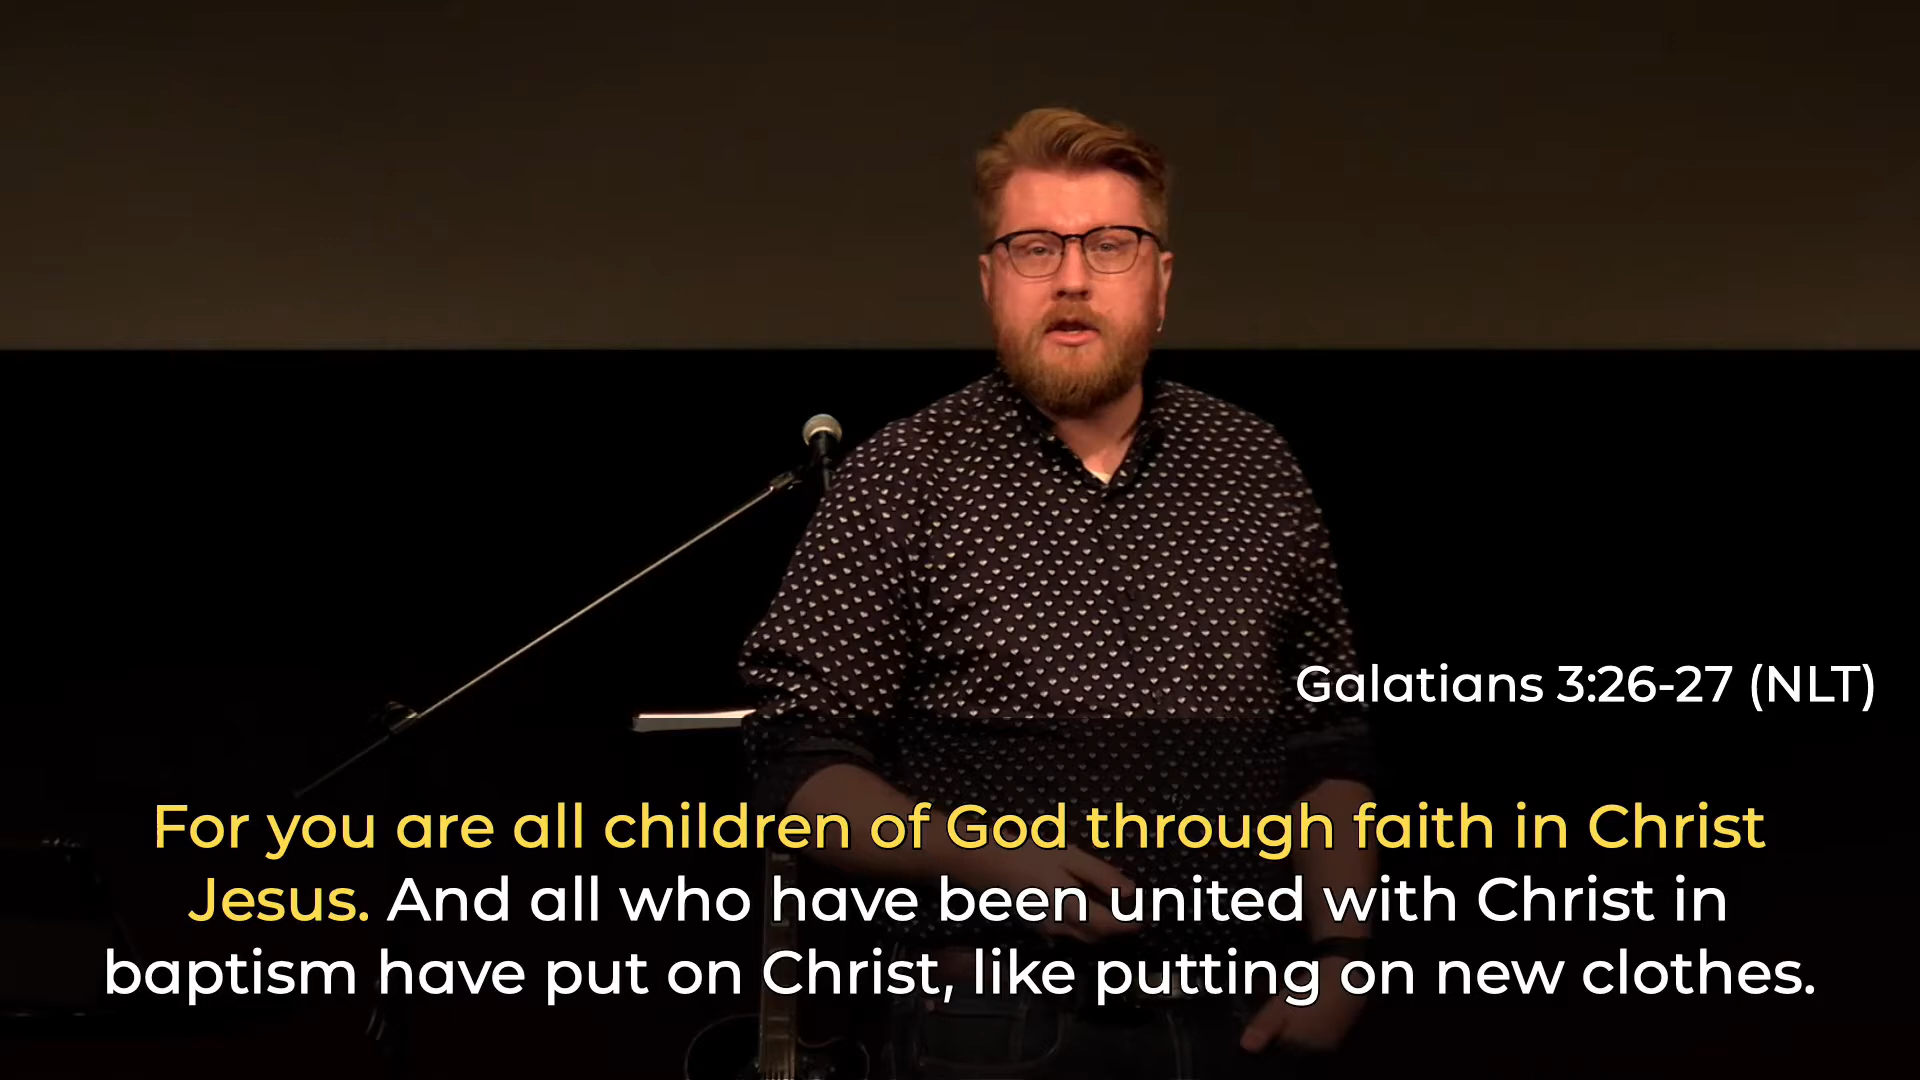 Galatians 3:26-27 (NLT)
For you are all children of God through faith in Christ
Jesus. And all who have been united with Christ in
baptism have put on Christ, like putting on new clothes.